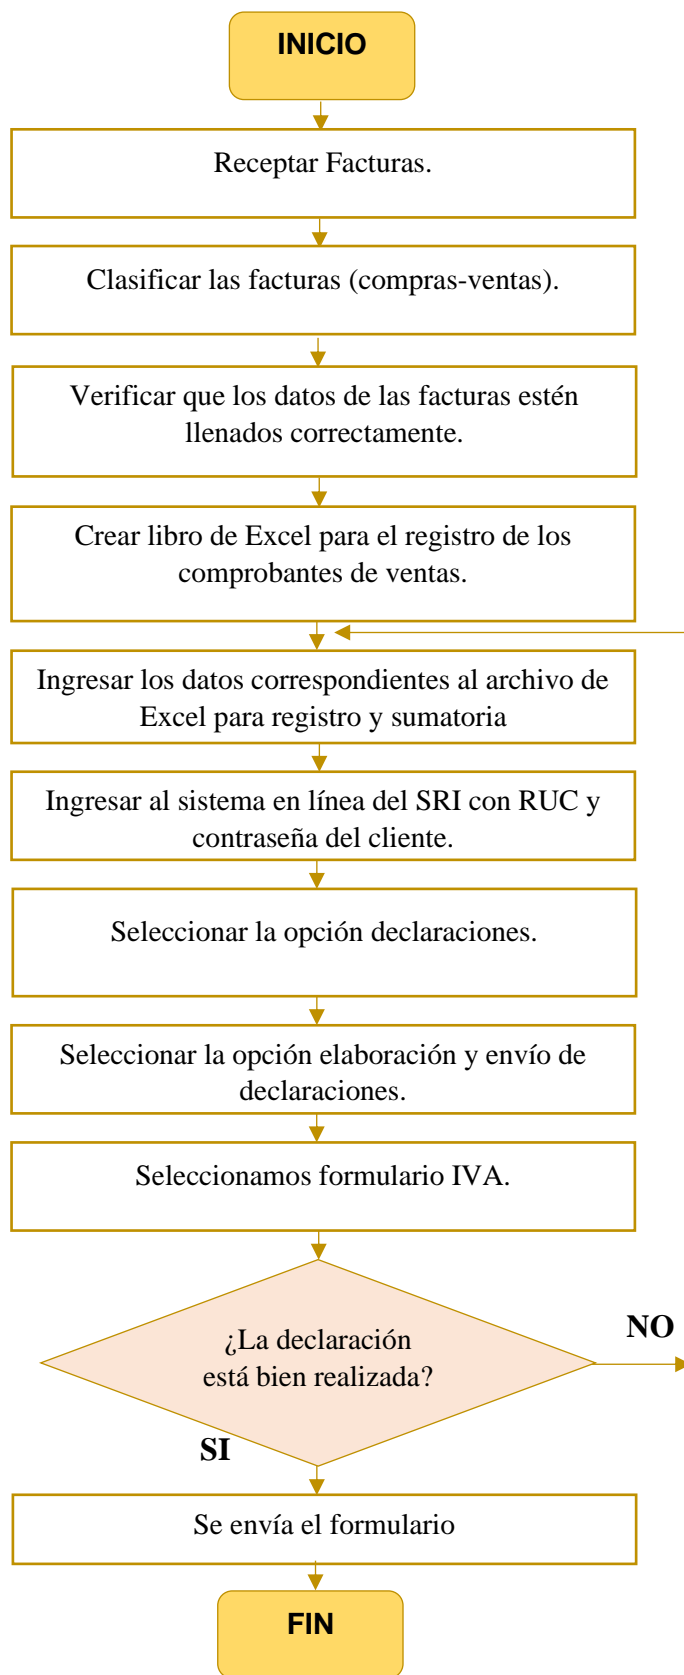 INICIO
Receptar Facturas.
Clasificar las facturas (compras-ventas).
Verificar que los datos de las facturas estén
llenados correctamente.
Crear libro de Excel para el registro de los
comprobantes de ventas.
Ingresar los datos correspondientes al archivo de
Excel para registro y sumatoria
Ingresar al sistema en línea del SRI con RUC y
contraseña del cliente.
Seleccionar la opción declaraciones.
Seleccionar la opción elaboración y envío de
declaraciones.
Seleccionamos formulario IVA.
¿La declaración
está bien realizada?
NO
SI
Se envía el formulario
FIN